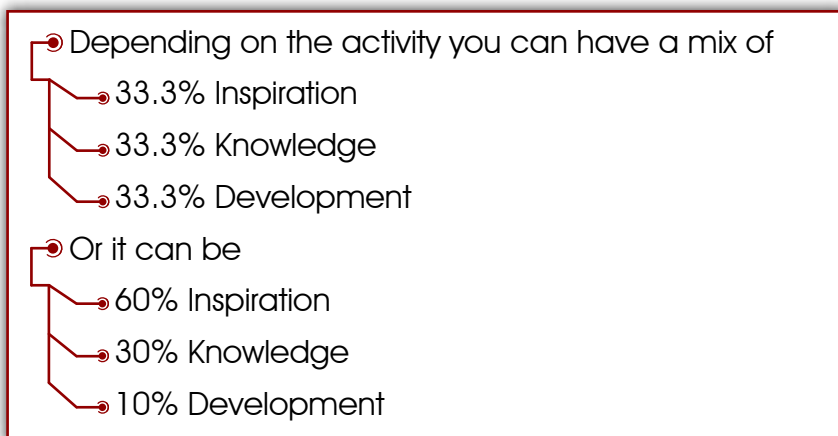 Depending on the activity you can have a mix of
33.3% Inspiration
33.3% Knowledge
33.3% Development
Or it can be
60% Inspiration
30% Knowledge
10% Development